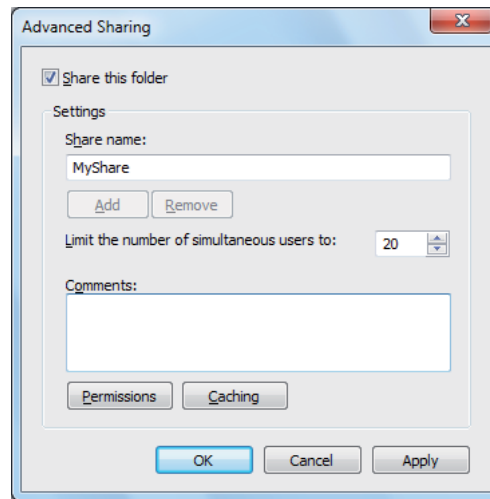 Advanced Sharing
Share this folder
Settings
Share name:
MyShare
Add Remove
Limit the number of simultaneous users to: 20
Comments:
Permissions Caching
OK Cancel Apply